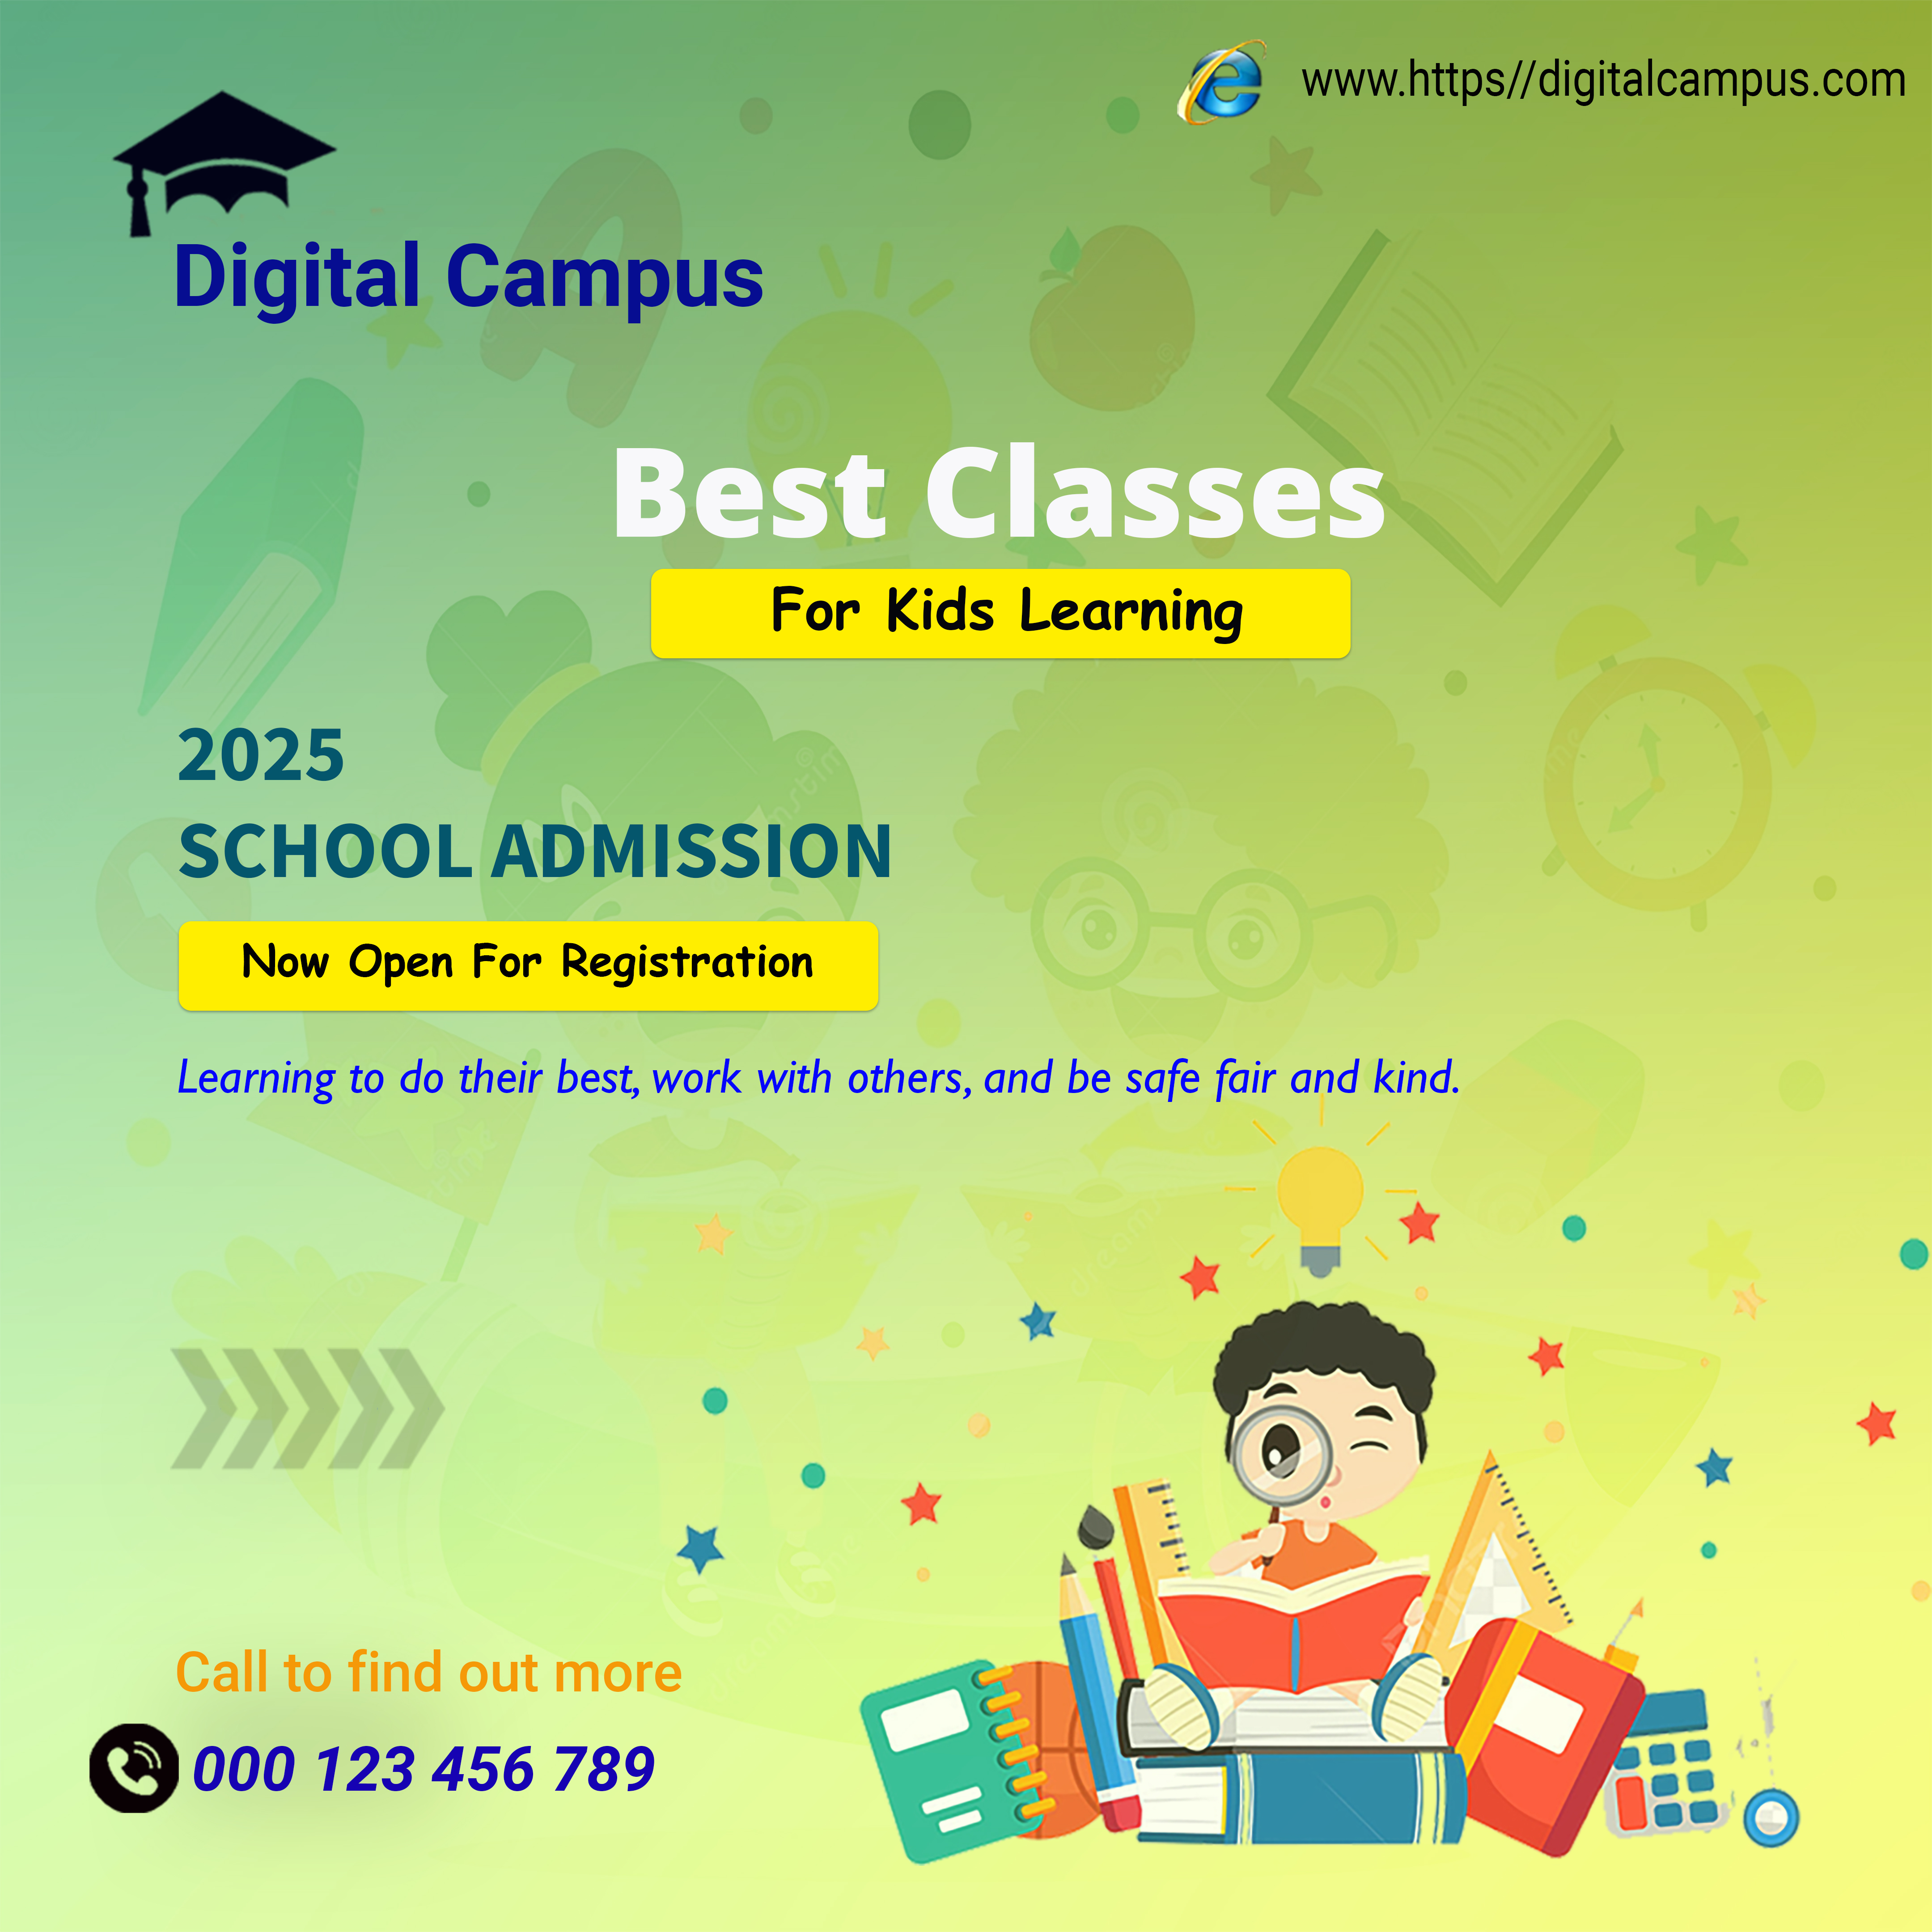 www.https//digitalcampus.com
Digital Campus
Best Classes
For Kids Learning
2025
SCHOOL ADMISSION
Now Open For Registration
Learning to do their best, work with others, and be safe fair and kind.
Call to find out more
000 123 456 789